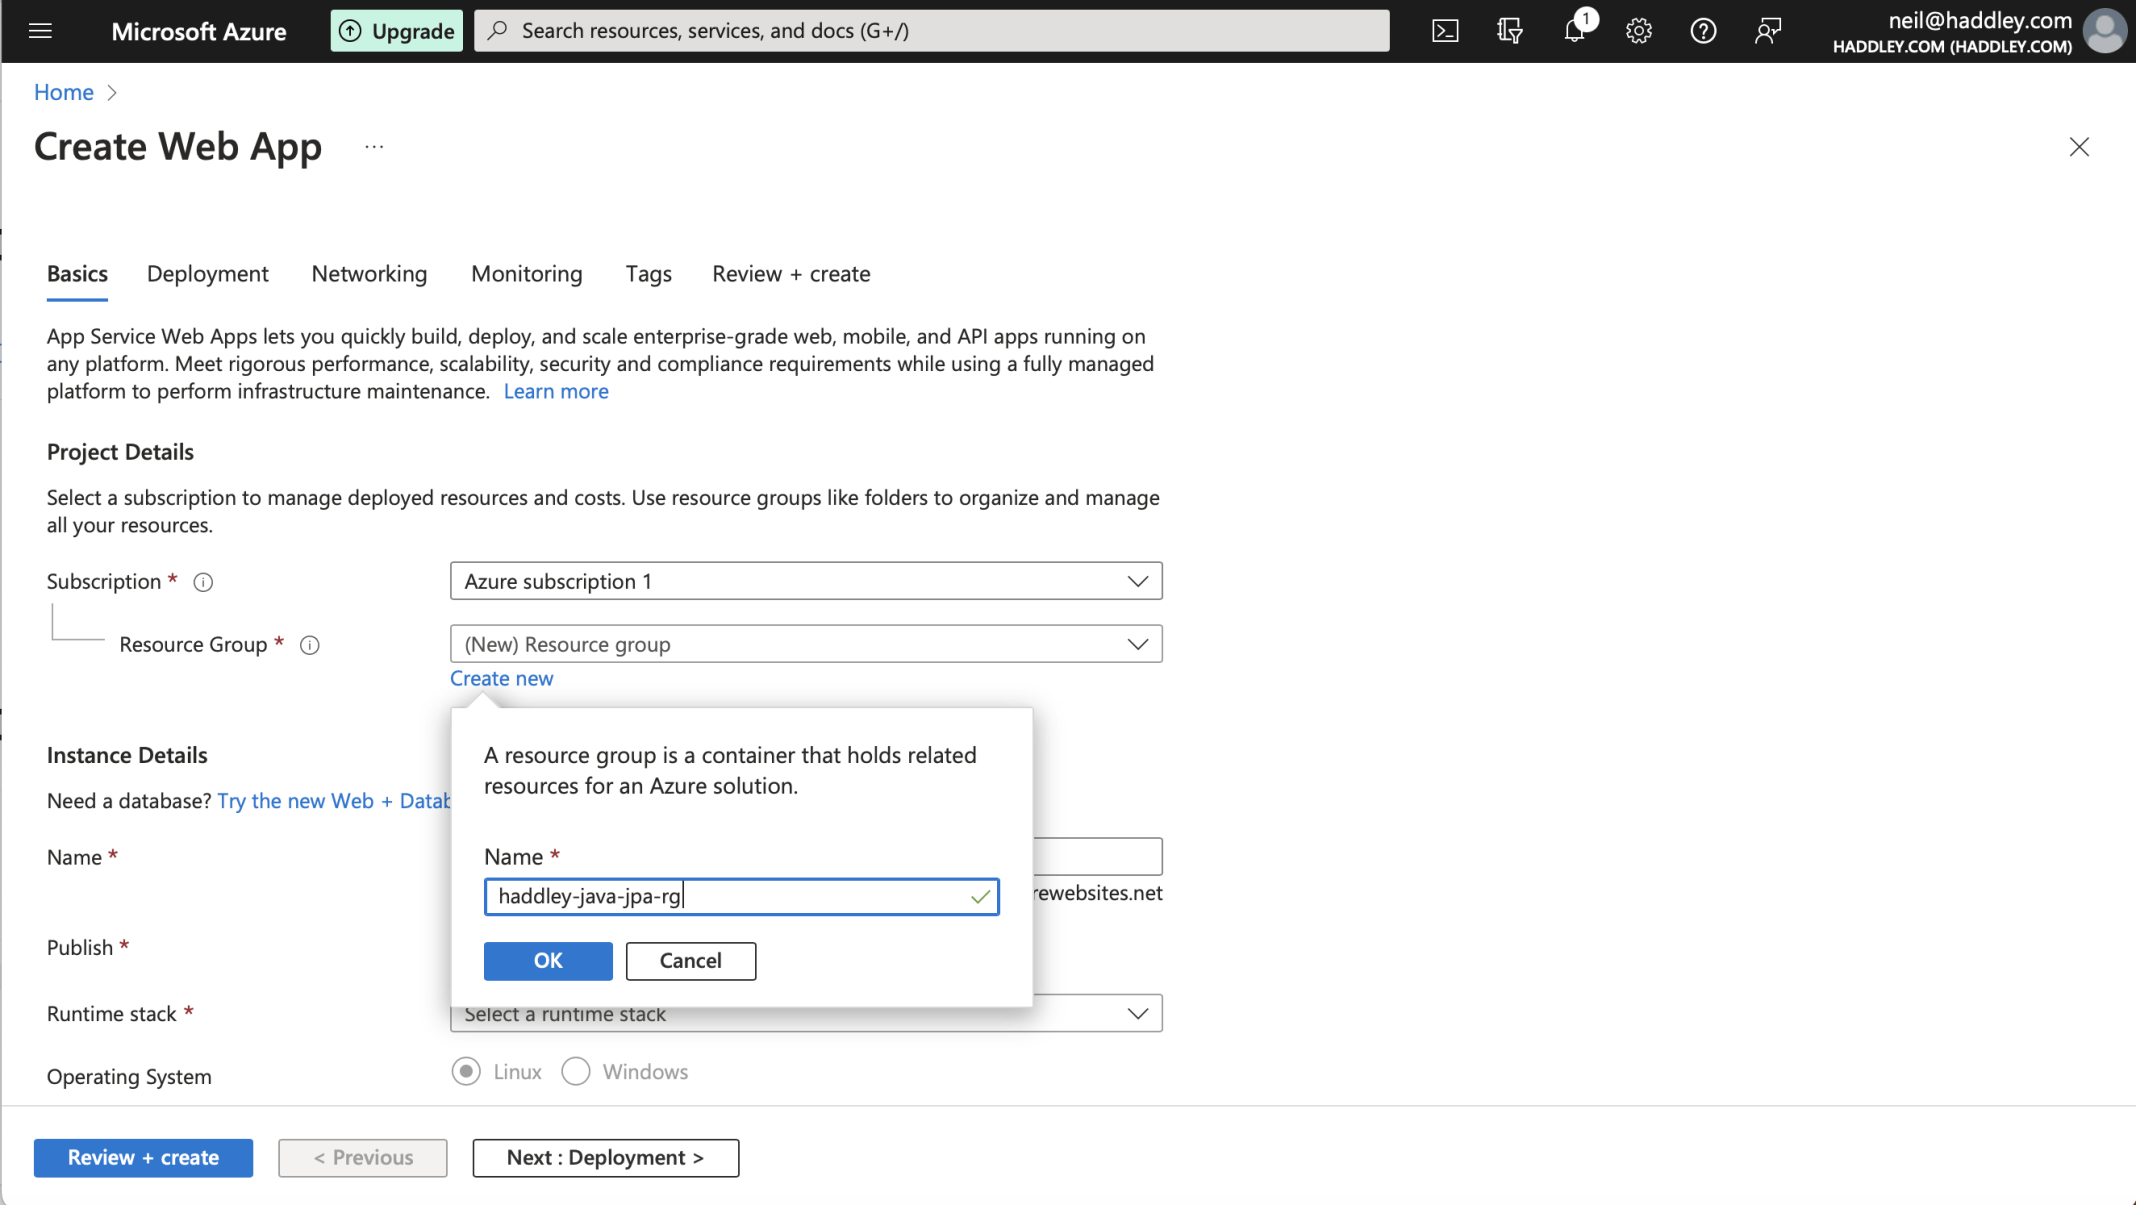 Microsoft Azure
Upgrade
Search resources, services, and docs (G+/)
1
neil@haddley.com
HADDLEY.COM (HADDLEY.COM)
Home >
Create Web App ...
Basics Deployment Networking Monitoring Tags Review + create
App Service Web Apps lets you quickly build, deploy, and scale enterprise-grade web, mobile, and API apps running on
any platform. Meet rigorous performance, scalability, security and compliance requirements while using a fully managed
platform to perform infrastructure maintenance. Learn more
Project Details
Select a subscription to manage deployed resources and costs. Use resource groups like folders to organize and manage
all your resources.
Subscription *
Azure subscription 1
Resource Group *
(New) Resource group
Create new
A resource group is a container that holds related
resources for an Azure solution.
Name *
haddley-java-jpa-rg
OK Cancel
Instance Details
Need a database? Try the new Web + Datab
Name *
rewebsites.net
Publish *
Runtime stack *
Select a runtime stack
Operating System
Linux Windows
Review + create
< Previous
Next : Deployment >